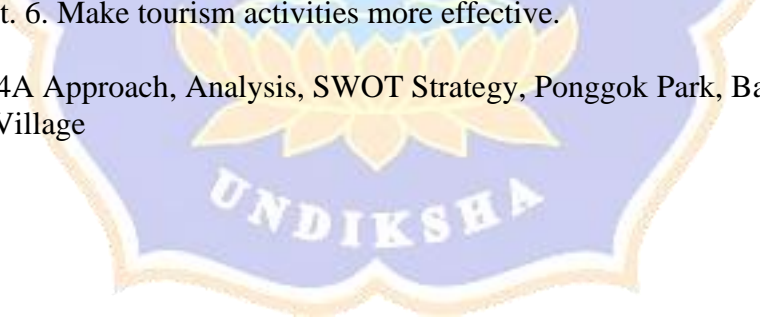 t. 6. Make tourism activities more effective.
4A Approach, Analysis, SWOT Strategy, Ponggok Park, Ba
Village
UNDIKSHA